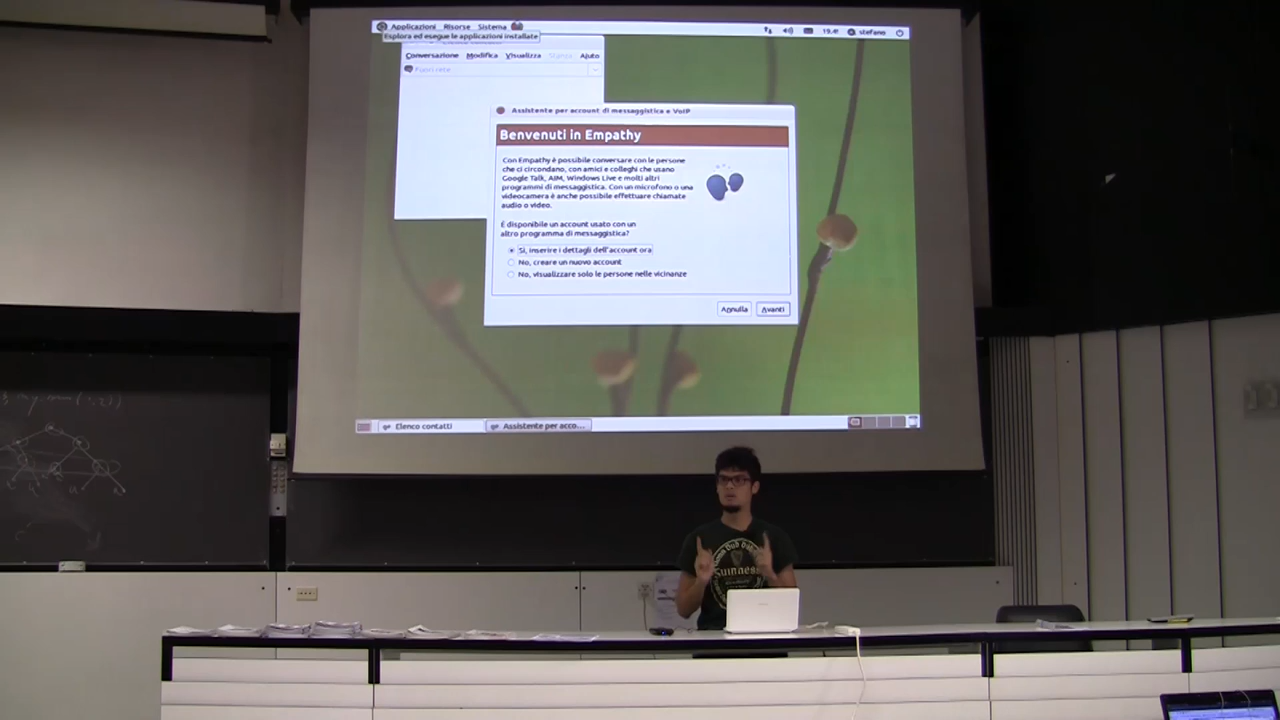 Applicazioni Risorse Sistema
19.41 stefano
Esplora ed esegue le applicazioni installate
Conversazione Modifica Visualizza Stanza Aiuto
Fuori rete
Assistente per account di messaggistica e VoIP
Benvenuti in Empathy
Con Empathy è possibile conversare con le persone
che ci circondano, con amici e colleghi che usano
Google Talk, AIM, Windows Live e molti altri
programmi di messaggistica. Con un microfono o una
videocamera è anche possibile effettuare chiamate
audio o video.
È disponibile un account usato con un
altro programma di messaggistica?
Sì, inserire i dettagli dell'account ora
No, creare un nuovo account
No, visualizzare solo le persone nelle vicinanze
Annulla Avanti
Elenco contatti Assistente per acco...
Guinness